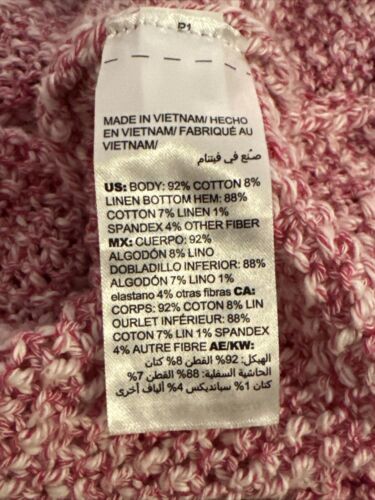 P1
MADE IN VIETNAM/ HECHO
EN VIETNAM/ FABRIQUÉ AU
VIETNAM/
صنع في فيتنام
US: BODY: 92% COTTON 8%
LINEN BOTTOM HEM: 88%
COTTON 7% LINEN 1%
SPANDEX 4% OTHER FIBER
MX: CUERPO: 92%
ALGODÓN 8% LINO
DOBLADILLO INFERIOR: 88%
ALGODÓN 7% LINO 1%
elastano 4% otras fibras CA:
CORPS: 92% COTON 8% LIN
OURLET INFÉRIEUR: 88%
COTON 7% LIN 1% SPANDEX
4% AUTRE FIBRE AE/KW:
الهيكل: 92% القطن 8% كتان
الحاشية السفلية: 88% القطن 7%
كتان 1% سبانديكس 4% ألياف أخرى